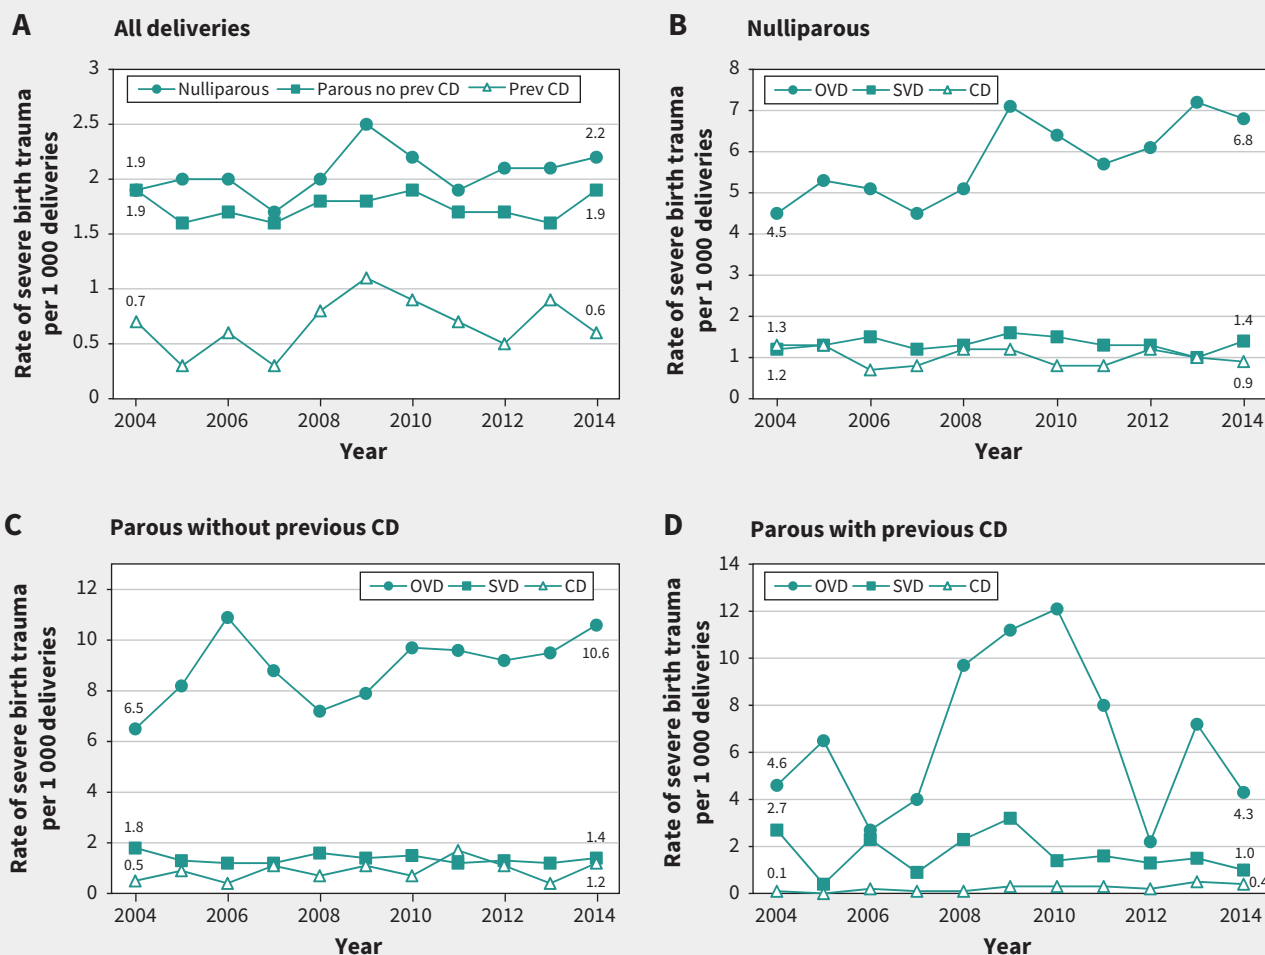 A All deliveries
Rate of severe birth trauma
per 1 000 deliveries
Nulliparous Parous no prev CD Prev CD
3
2.5
2
1.5
1
0.5
0
1.9
1.9
0.7
2.2
1.9
0.6
2004 2006 2008 2010 2012 2014
Year
B Nulliparous
Rate of severe birth trauma
per 1 000 deliveries
OVD SVD CD
8
7
6
5
4
3
2
1
0
4.5
1.3
1.2
6.8
1.4
0.9
2004 2006 2008 2010 2012 2014
Year
C Parous without previous CD
Rate of severe birth trauma
per 1 000 deliveries
OVD SVD CD
12
10
8
6
4
2
0
6.5
1.8
0.5
10.6
1.4
1.2
2004 2006 2008 2010 2012 2014
Year
D Parous with previous CD
Rate of severe birth trauma
per 1 000 deliveries
OVD SVD CD
14
12
10
8
6
4
2
0
4.6
2.7
0.1
4.3
1.0
0.4
2004 2006 2008 2010 2012 2014
Year